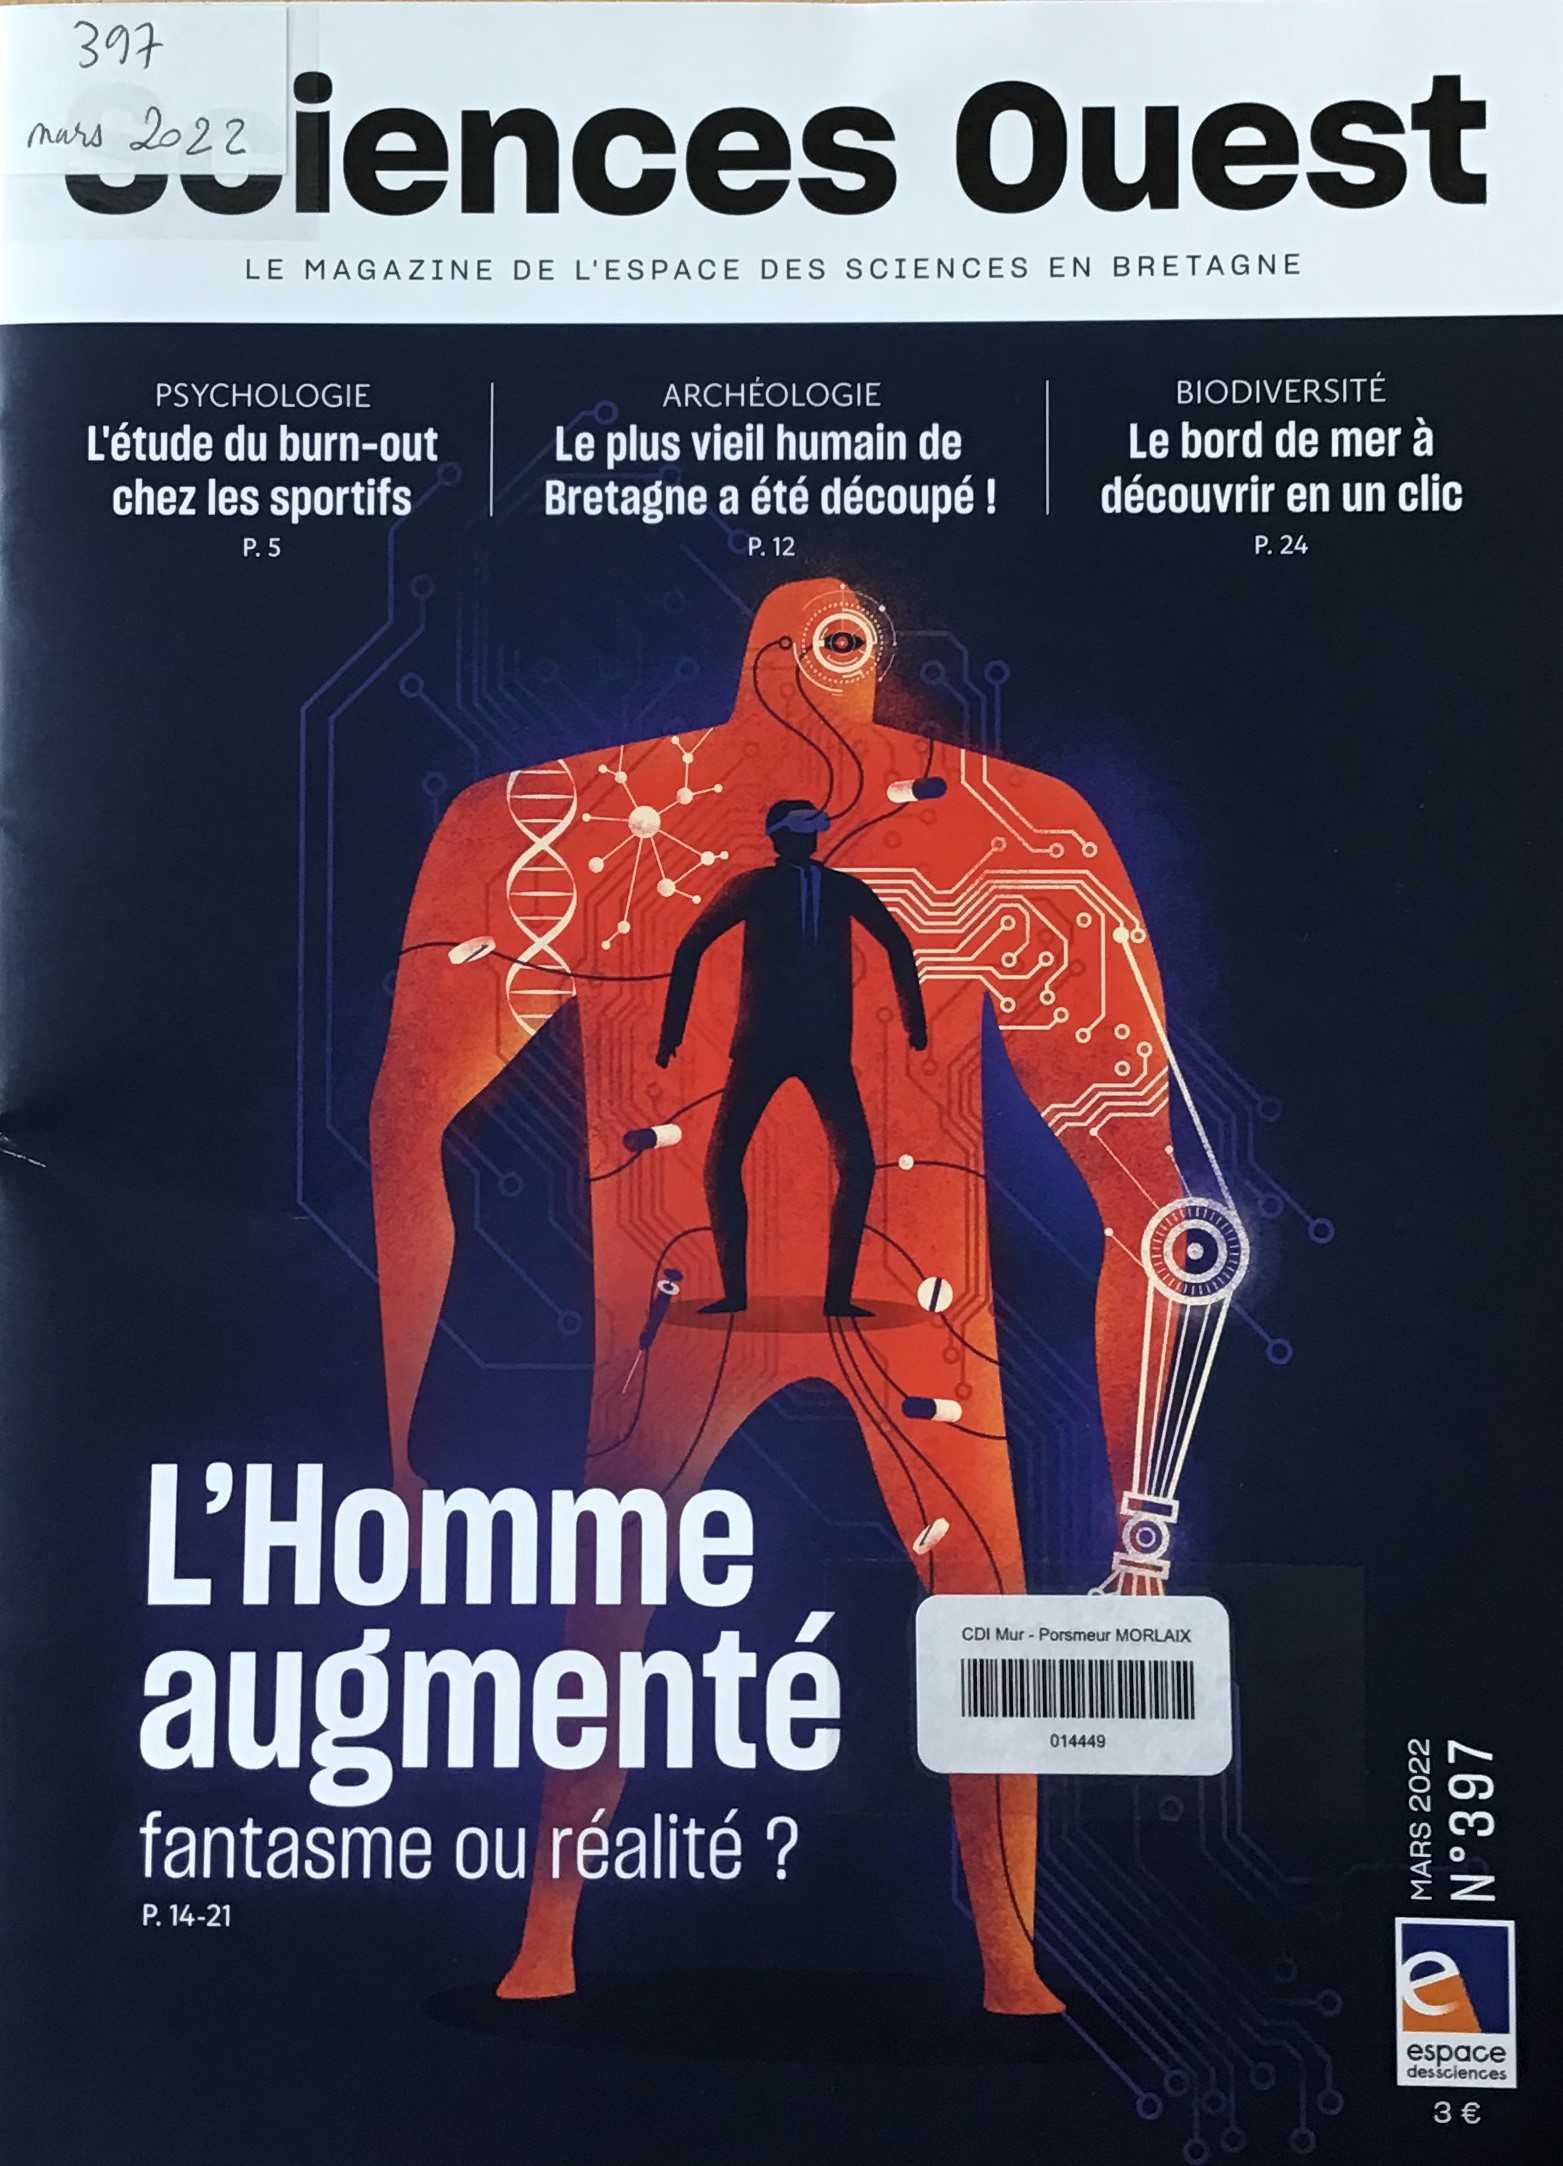 397
mars 2022
Sciences Ouest
LE MAGAZINE DE L'ESPACE DES SCIENCES EN BRETAGNE
PSYCHOLOGIE
L'étude du burn-out
chez les sportifs
P. 5
ARCHÉOLOGIE
Le plus vieil humain de
Bretagne a été découpé !
P. 12
BIODIVERSITÉ
Le bord de mer à
découvrir en un clic
P. 24
L'Homme
augmenté
fantasme ou réalité ?
P. 14-21
CDI Mur - Porsmeur MORLAIX
014449
MARS 2022
N°397
e
espace
dessciences
3 €